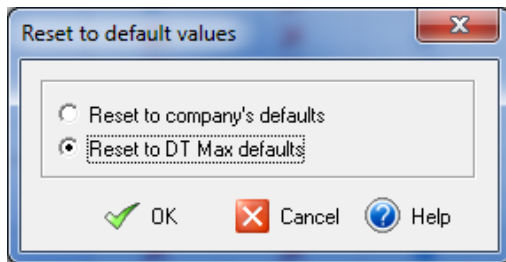 Reset to default values
Reset to company's defaults
Reset to DT Max defaults
OK Cancel Help